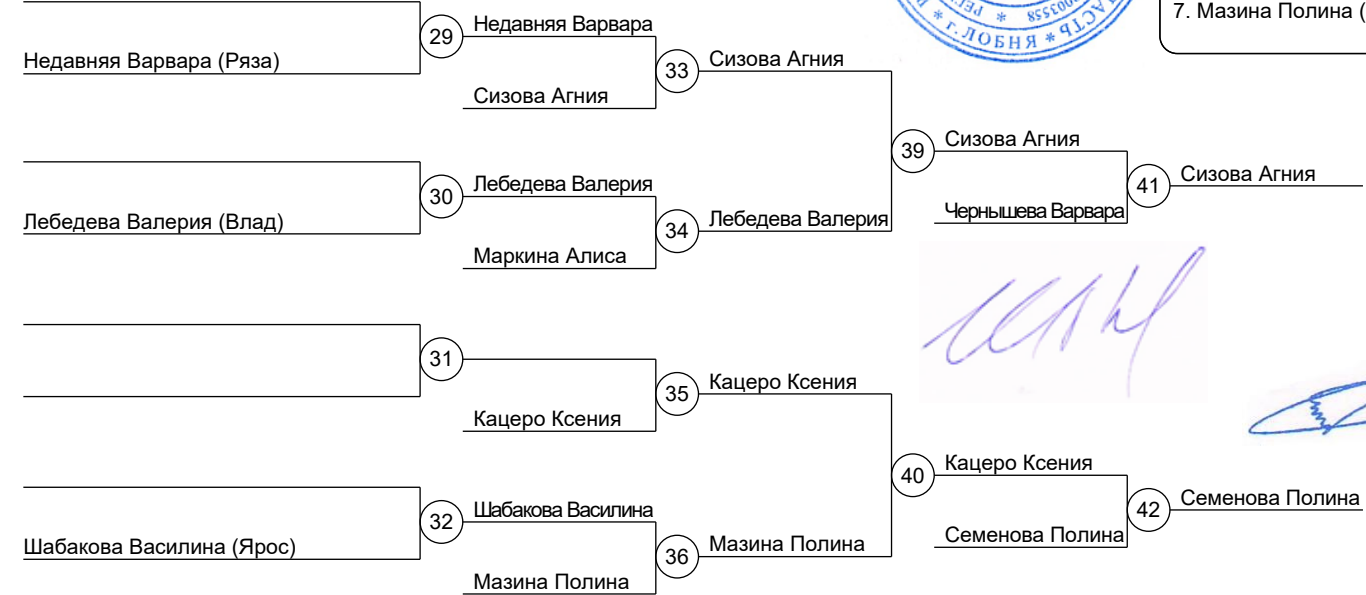 7. Мазина Полина (
* г. ЛОБНЯ *
29
Недавняя Варвара
Недавняя Варвара (Ряза)
33
Сизова Агния
Сизова Агния
39
Сизова Агния
41
Сизова Агния
30
Лебедева Валерия
Лебедева Валерия (Влад)
34
Лебедева Валерия
Чернышева Варвара
Маркина Алиса
31
35
Кацеро Ксения
Кацеро Ксения
40
Кацеро Ксения
42
Семенова Полина
32
Шабакова Василина
Шабакова Василина (Ярос)
36
Мазина Полина
Семенова Полина
Мазина Полина